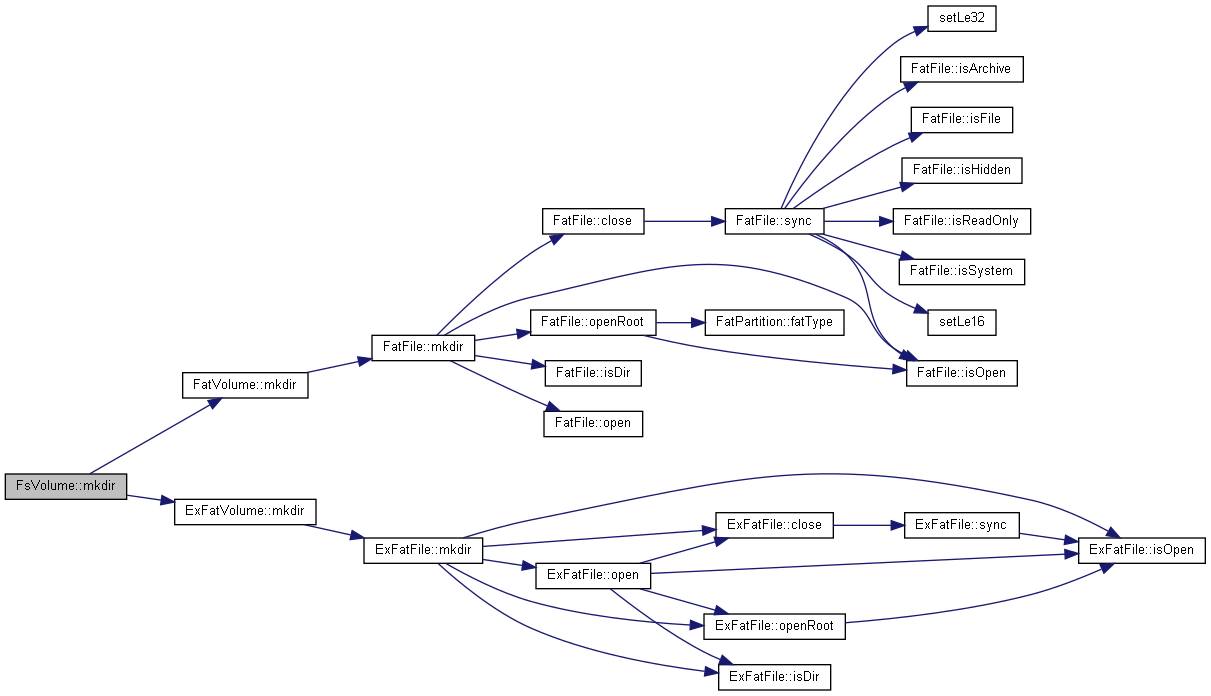 setLe32
FatFile::isArchive
FatFile::isFile
FatFile::isHidden
FatFile::close
FatFile::sync
FatFile::isReadOnly
FatFile::isSystem
FatFile::openRoot
FatPartition::fatType
setLe16
FatFile::mkdir
FatFile::isDir
FatFile::isOpen
FatVolume::mkdir
FatFile::open
FsVolume::mkdir
ExFatVolume::mkdir
ExFatFile::close
ExFatFile::sync
ExFatFile::mkdir
ExFatFile::isOpen
ExFatFile::open
ExFatFile::openRoot
ExFatFile::isDir